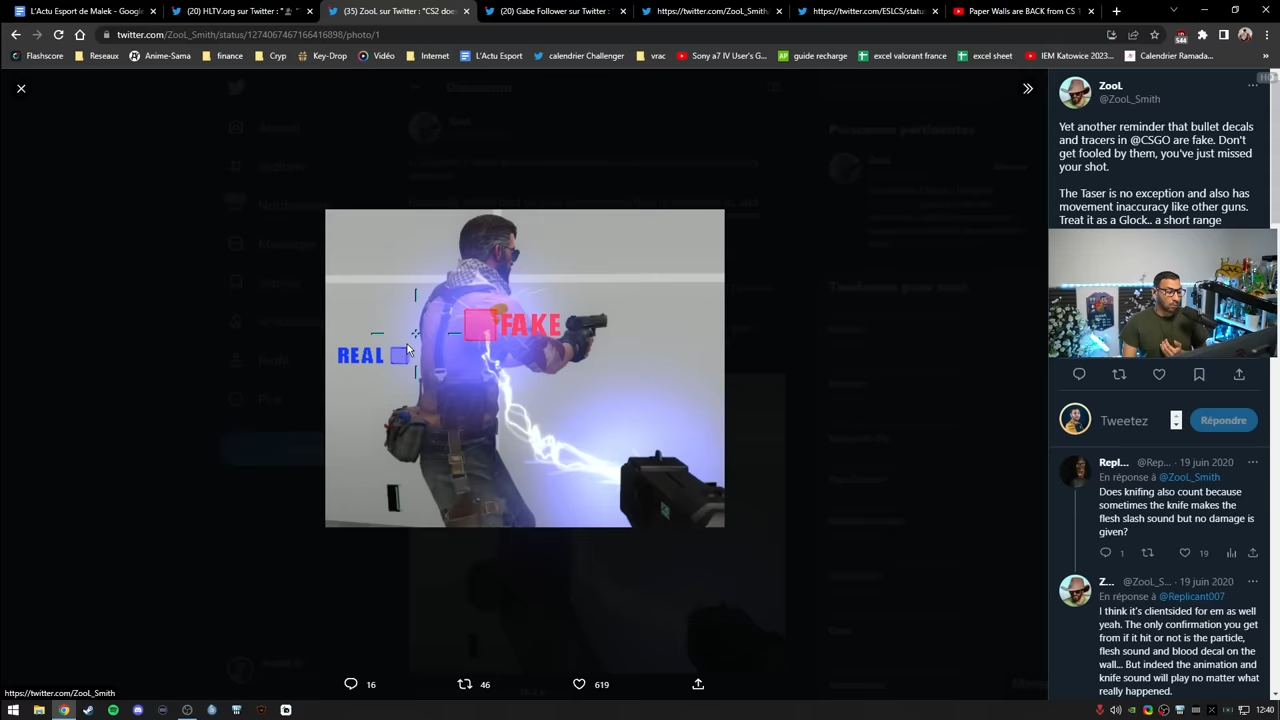 L'Actu Esport de Malek - Google
(20) HLTV.org sur Twitter : "
(35) ZooL sur Twitter : "CS2 doe
(20) Gabe Follower sur Twitter :
https://twitter.com/ZooL_Smith/
https://twitter.com/ESLCS/status
Paper Walls are BACK from CS 1
twitter.com/ZooL_Smith/status/1274067467166416898/photo/1
544
Flashscore
Reseaux
Anime-Sama
finance
Cryp
Key-Drop
Vidéo
Internet
L'Actu Esport
calendrier Challenger
vrac
Sony a7 IV User's G...
guide recharge
excel valorant france
excel sheet
IEM Katowice 2023...
Calendrier Ramada...
ZooL
@ZooL_Smith
Yet another reminder that bullet decals
and tracers in @CSGO are fake. Don't
get fooled by them, you've just missed
your shot.
The Taser is no exception and also has
movement inaccuracy like other guns.
Treat it as a Glock.. a short range
FAKE
REAL
Tweetez
Répondre
Repl... @Rep... · 19 juin 2020
En réponse à @ZooL_Smith
Does knifing also count because
sometimes the knife makes the
flesh slash sound but no damage is
given?
1
19
Z... @ZooL_S... · 19 juin 2020
En réponse à @Replicant007
I think it's clientsided for em as well
yeah. The only confirmation you get
from if it hit or not is the particle,
flesh sound and blood decal on the
wall... But indeed the animation and
knife sound will play no matter what
really happened.
16
46
619
https://twitter.com/ZooL_Smith
12:40